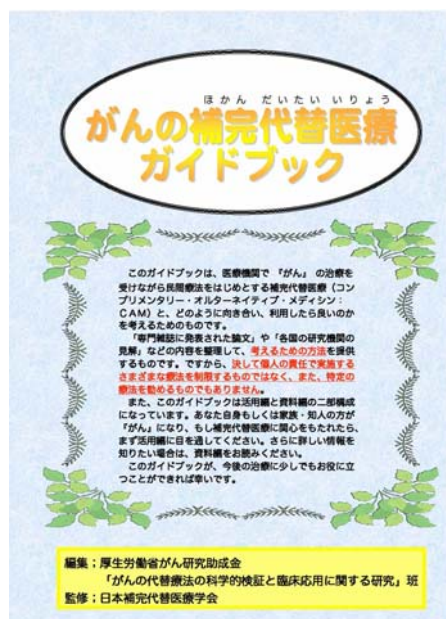 ほかん だいたい いりょう
がんの補完代替医療
ガイドブック
このガイドブックは、医療機関で 『がん』 の治療を
受けながら民間療法をはじめとする補完代替医療（コン
プリメンタリー・オルターネイティブ・メディシン：
ＣＡＭ）と、どのように向き合い、利用したら良いのか
を考えるためのものです。
「専門雑誌に発表された論文」や「各国の研究機関の
見解」などの内容を整理して、考えるための方法を提供
するものです。ですから、決して個人の責任で実施する
さまざまな療法を制限するものではなく、また、特定の
療法を勧めるものでもありません。
また、このガイドブックは活用編と資料編の二部構成
になっています。あなた自身もしくは家族・知人の方が
『がん』になり、もし補完代替医療に関心をもたれたら、
まず活用編に目を通してください。さらに詳しい情報を
知りたい場合は、資料編をお読みください。
このガイドブックが、今後の治療に少しでもお役に立
つことができれば幸いです。
編集；厚生労働省がん研究助成金
「がんの代替療法の科学的検証と臨床応用に関する研究」班
監修；日本補完代替医療学会